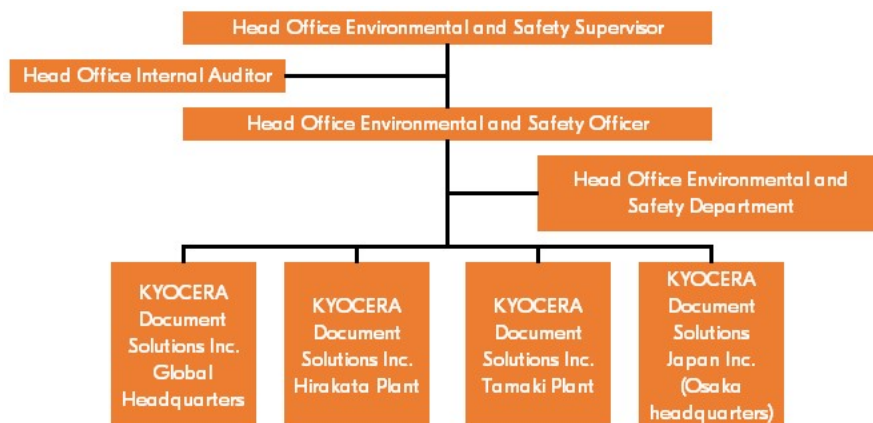 Head Office Environmental and Safety Supervisor
Head Office Internal Auditor
Head Office Environmental and Safety Officer
Head Office Environmental and
Safety Department
KYOCERA
Document
Solutions Inc.
Global
Headquarters
KYOCERA
Document
Solutions Inc.
Hirakata Plant
KYOCERA
Document
Solutions Inc.
Tamaki Plant
KYOCERA
Document
Solutions
Japan Inc.
(Osaka
headquarters)